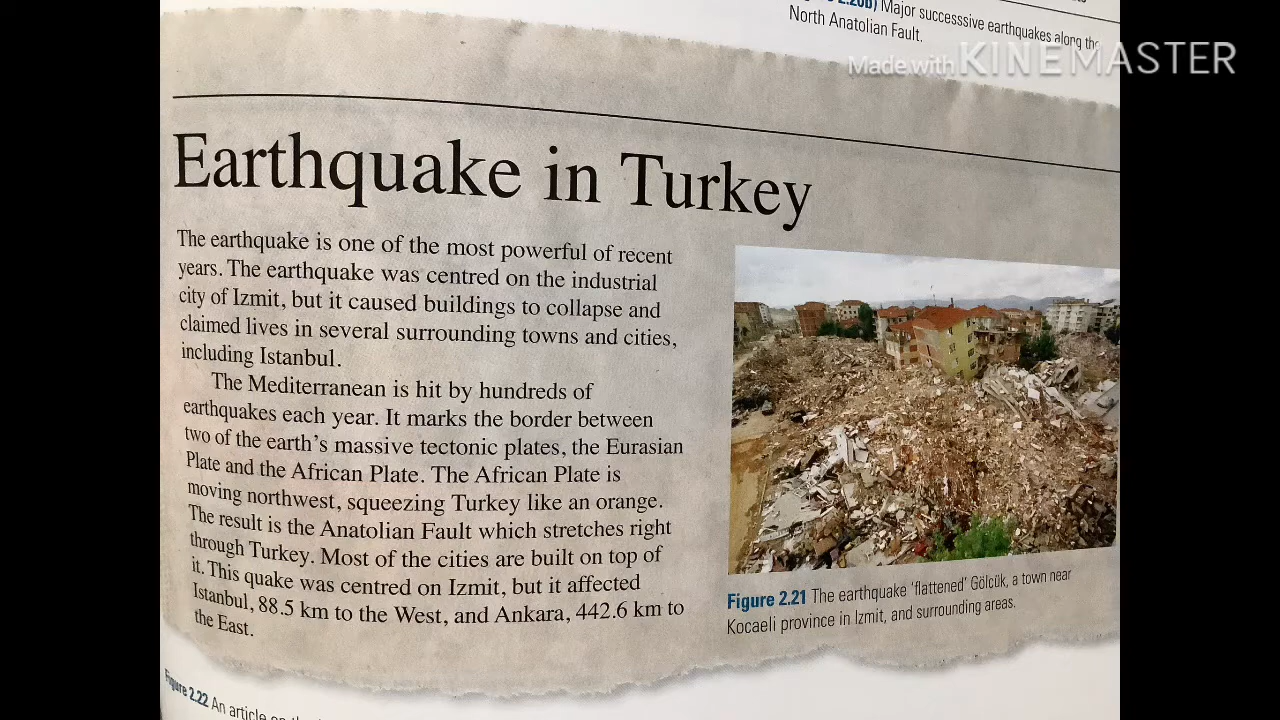 2.20b) Major successsive earthquakes along the
North Anatolian Fault.
Made with KINEMASTER
Earthquake in Turkey
The earthquake is one of the most powerful of recent
years. The earthquake was centred on the industrial
city of Izmit, but it caused buildings to collapse and
claimed lives in several surrounding towns and cities,
including Istanbul.
The Mediterranean is hit by hundreds of
earthquakes each year. It marks the border between
two of the earth's massive tectonic plates, the Eurasian
Plate and the African Plate. The African Plate is
moving northwest, squeezing Turkey like an orange.
The result is the Anatolian Fault which stretches right
through Turkey. Most of the cities are built on top of
it. This quake was centred on Izmit, but it affected
Istanbul, 88.5 km to the West, and Ankara, 442.6 km to
the East.
Figure 2.21 The earthquake 'flattened' Gölcük, a town near
Kocaeli province in Izmit, and surrounding areas.
Figure 2.22 An article on